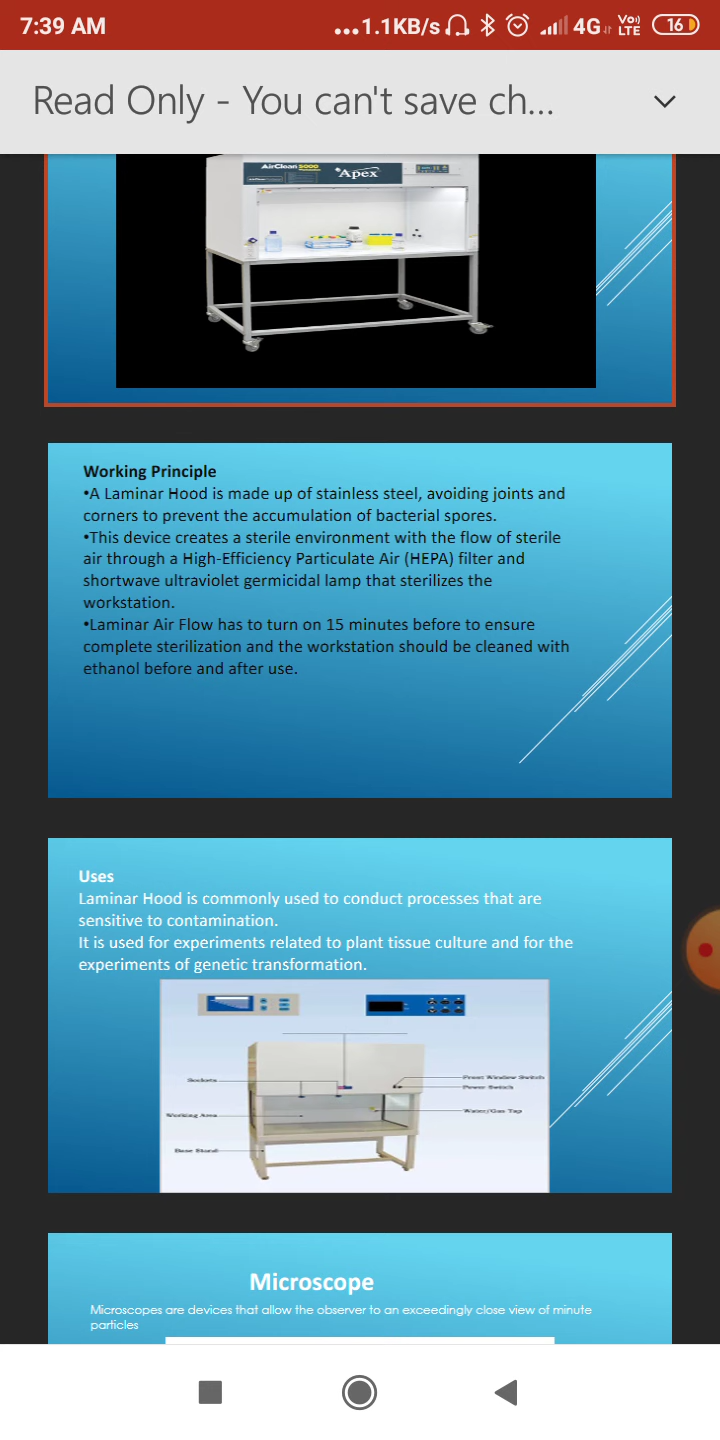 7:39 AM
...1.1KB/s 4G Vo)) LTE 16
Read Only - You can't save ch...
AirClean 5000
Apex
Working Principle
•A Laminar Hood is made up of stainless steel, avoiding joints and
corners to prevent the accumulation of bacterial spores.
•This device creates a sterile environment with the flow of sterile
air through a High-Efficiency Particulate Air (HEPA) filter and
shortwave ultraviolet germicidal lamp that sterilizes the
workstation.
•Laminar Air Flow has to turn on 15 minutes before to ensure
complete sterilization and the workstation should be cleaned with
ethanol before and after use.
Uses
Laminar Hood is commonly used to conduct processes that are
sensitive to contamination.
It is used for experiments related to plant tissue culture and for the
experiments of genetic transformation.
Sockets
Front Window Switch
Power Switch
Working Area
Water/Gas Tap
Base Stand
Microscope
Microscopes are devices that allow the observer to an exceedingly close view of minute
particles